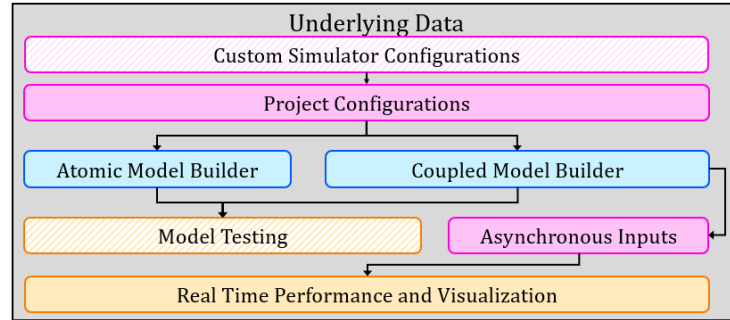 Underlying Data
Custom Simulator Configurations
Project Configurations
Atomic Model Builder
Coupled Model Builder
Model Testing
Asynchronous Inputs
Real Time Performance and Visualization